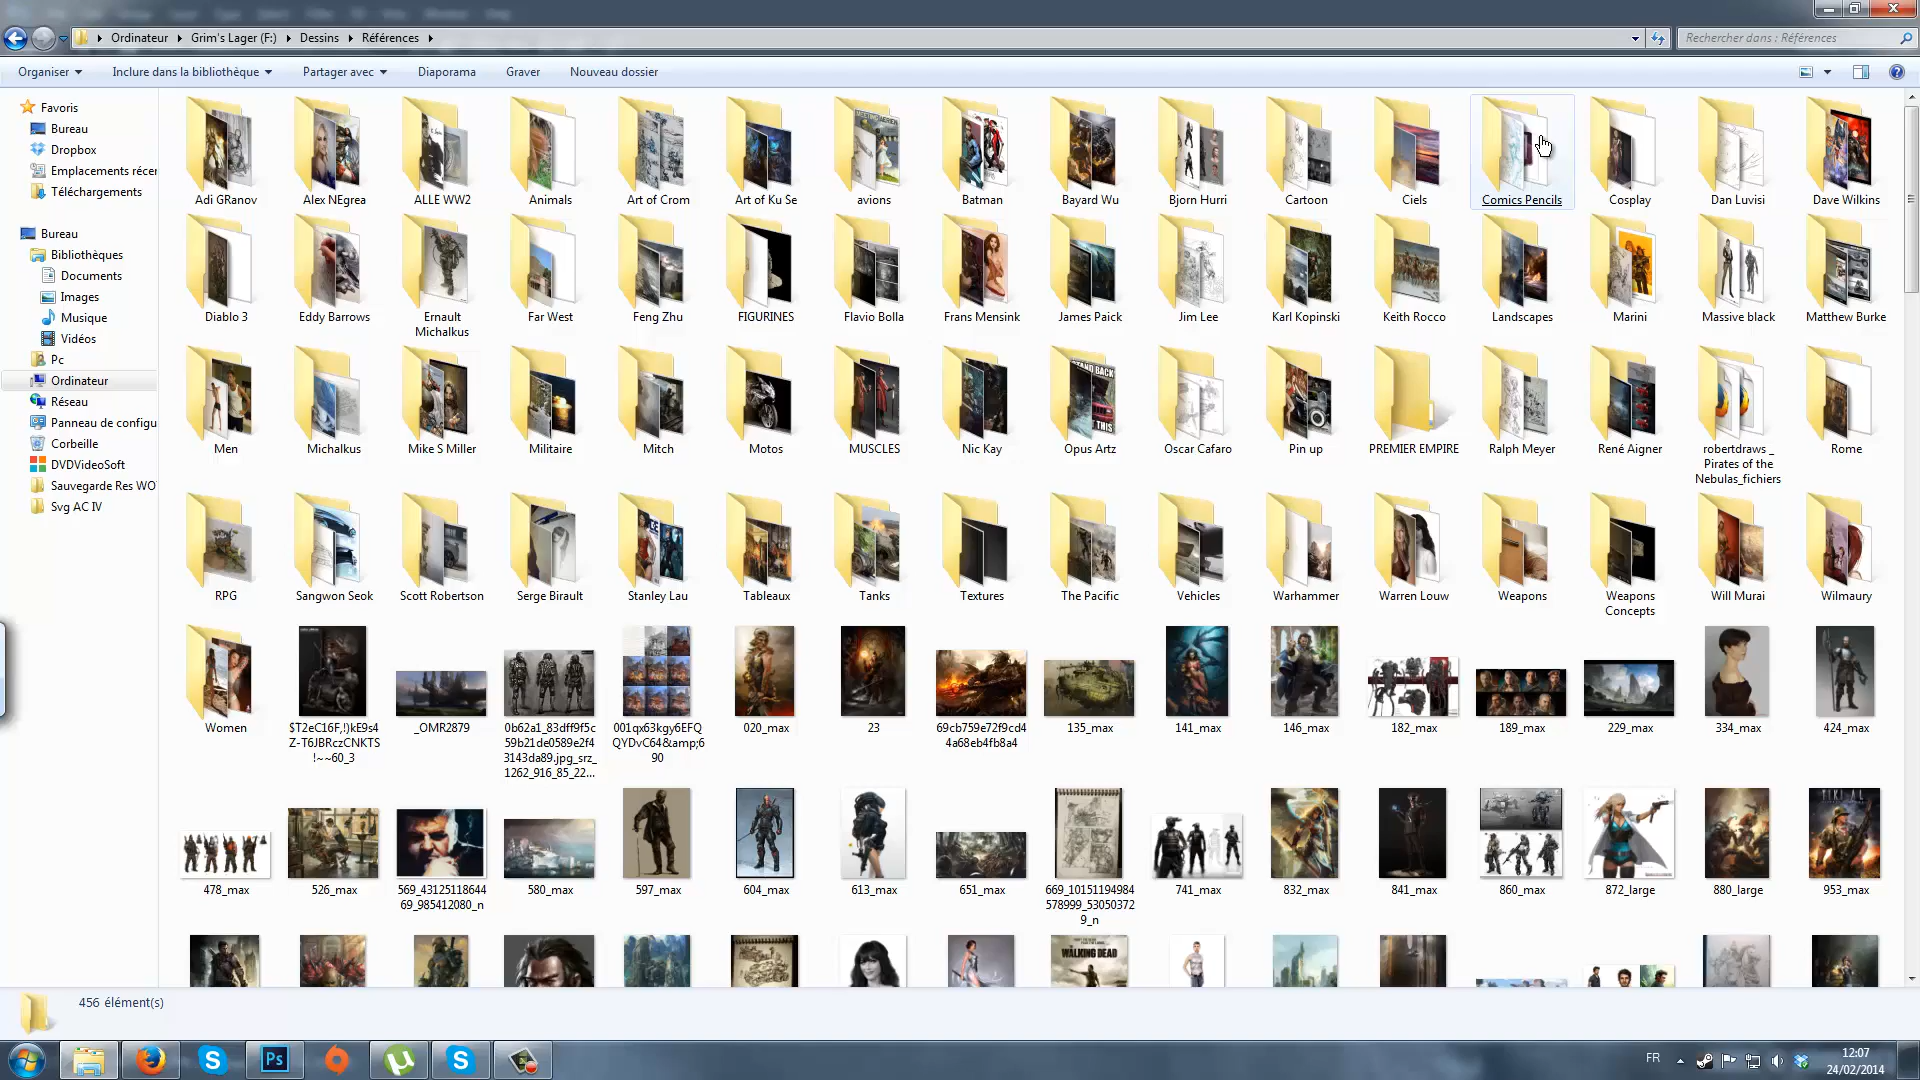 Ordinateur Grim's Lager (F:) Dessins Références
Rechercher dans : Références
Organiser Inclure dans la bibliothèque Partager avec Diaporama Graver Nouveau dossier
Favoris
Bureau
Dropbox
Emplacements récer
Téléchargements
Bureau
Bibliothèques
Documents
Images
Musique
Vidéos
Pc
Ordinateur
Réseau
Panneau de configu
Corbeille
DVDVideoSoft
Sauvegarde Res WO
Svg AC IV
Adi GRanov Alex NEgrea ALLE WW2 Animals Art of Crom Art of Ku Se avions Batman Bayard Wu Bjorn Hurri Cartoon Ciels Comics Pencils Cosplay Dan Luvisi Dave Wilkins
Diablo 3 Eddy Barrows Ernault Michalkus Far West Feng Zhu FIGURINES Flavio Bolla Frans Mensink James Paick Jim Lee Karl Kopinski Keith Rocco Landscapes Marini Massive black Matthew Burke
STAND BACK
THIS
Men Michalkus Mike S Miller Militaire Mitch Motos MUSCLES Nic Kay Opus Artz Oscar Cafaro Pin up PREMIER EMPIRE Ralph Meyer René Aigner robertdraws _ Pirates of the Nebulas_fichiers Rome
RPG Sangwon Seok Scott Robertson Serge Birault Stanley Lau Tableaux Tanks Textures The Pacific Vehicles Warhammer Warren Louw Weapons Weapons Concepts Will Murai Wilmaury
Women $T2eC16F,!)kE9s4Z-T6JBRczCNKTS!~~60_3 _OMR2879 0b62a1_83dff9f5c59b21de0589e2f43143da89.jpg_srz_1262_916_85_22... 001qx63kgy6EFQQYDvC64&amp;690 020_max 23 69cb759e72f9cd44a68eb4fb8a4 135_max 141_max 146_max 182_max 189_max 229_max 334_max 424_max
478_max 526_max 569_4312511864469_985412080_n 580_max 597_max 604_max 613_max 651_max 669_10151194984578999_530503729_n 741_max 832_max 841_max 860_max 872_large 880_large 953_max
WALKING DEAD
456 élément(s)
Ps
FR
12:07
24/02/2014